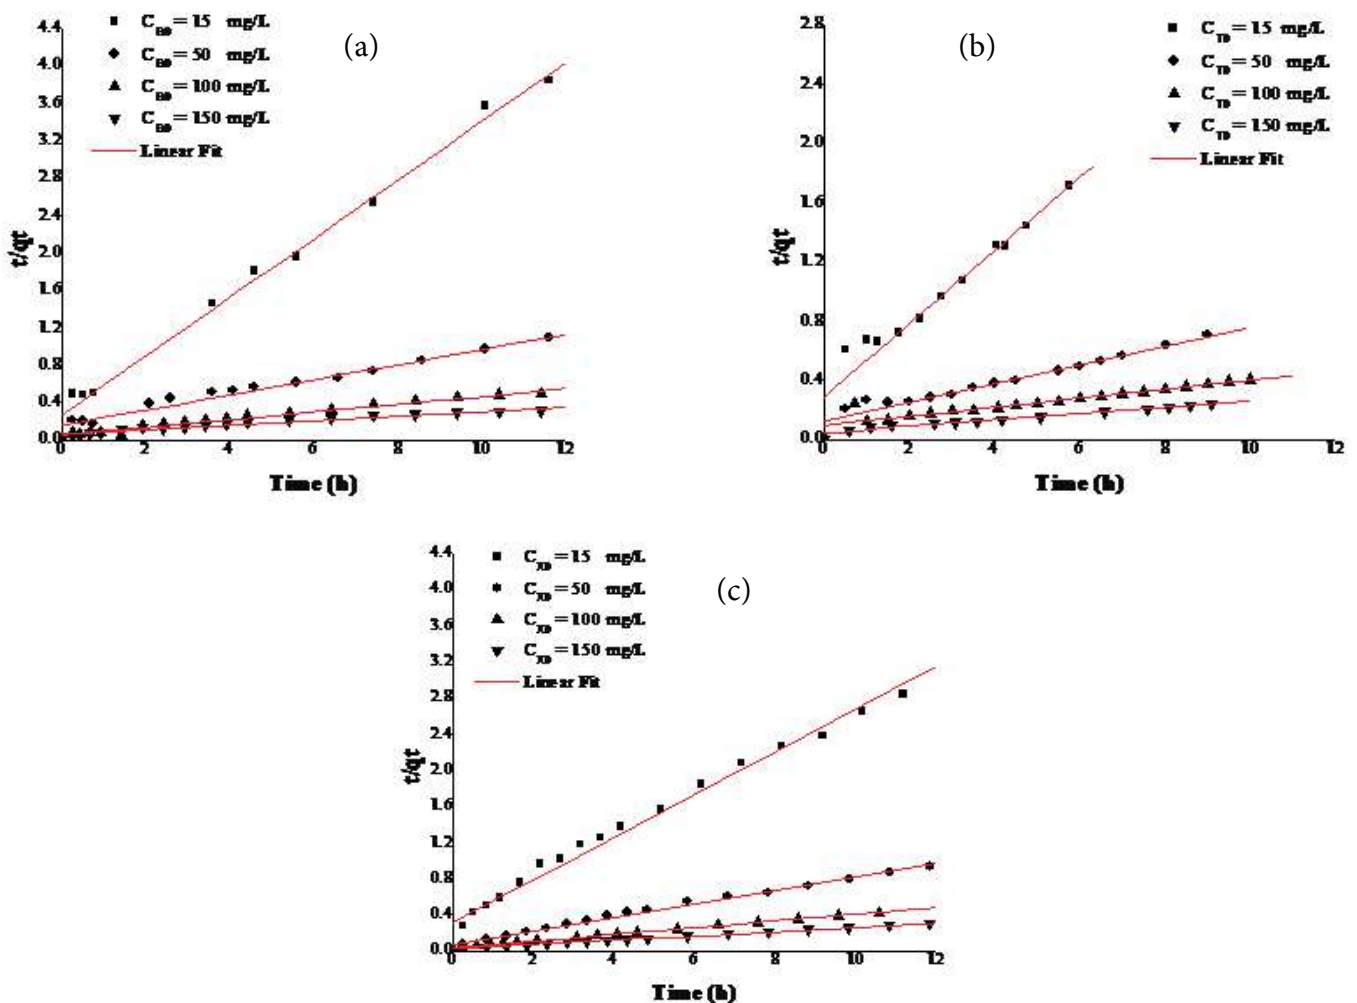 (a)
C_B0 = 15 mg/L
C_B0 = 50 mg/L
C_B0 = 100 mg/L
C_B0 = 150 mg/L
Linear Fit
4.4
4.0
3.6
3.2
2.8
2.4
2.0
1.6
1.2
0.8
0.4
0.0
t/qt
0 2 4 6 8 10 12
Time (h)
(b)
C_T0 = 15 mg/L
C_T0 = 50 mg/L
C_T0 = 100 mg/L
C_T0 = 150 mg/L
Linear Fit
2.8
2.4
2.0
1.6
1.2
0.8
0.4
0.0
t/qt
0 2 4 6 8 10 12
Time (h)
(c)
C_X0 = 15 mg/L
C_X0 = 50 mg/L
C_X0 = 100 mg/L
C_X0 = 150 mg/L
Linear Fit
4.4
4.0
3.6
3.2
2.8
2.4
2.0
1.6
1.2
0.8
0.4
0.0
t/qt
0 2 4 6 8 10 12
Time (h)